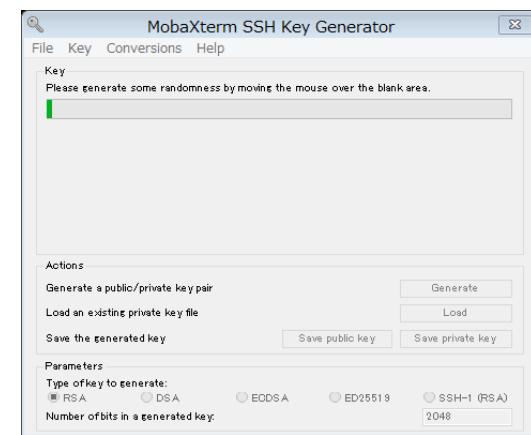 MobaXterm SSH Key Generator
File Key Conversions Help
Key
Please generate some randomness by moving the mouse over the blank area.
Actions
Generate a public/private key pair
Generate
Load an existing private key file
Load
Save the generated key
Save public key
Save private key
Parameters
Type of key to generate:
RSA DSA ECDSA ED25519 SSH-1 (RSA)
Number of bits in a generated key:
2048